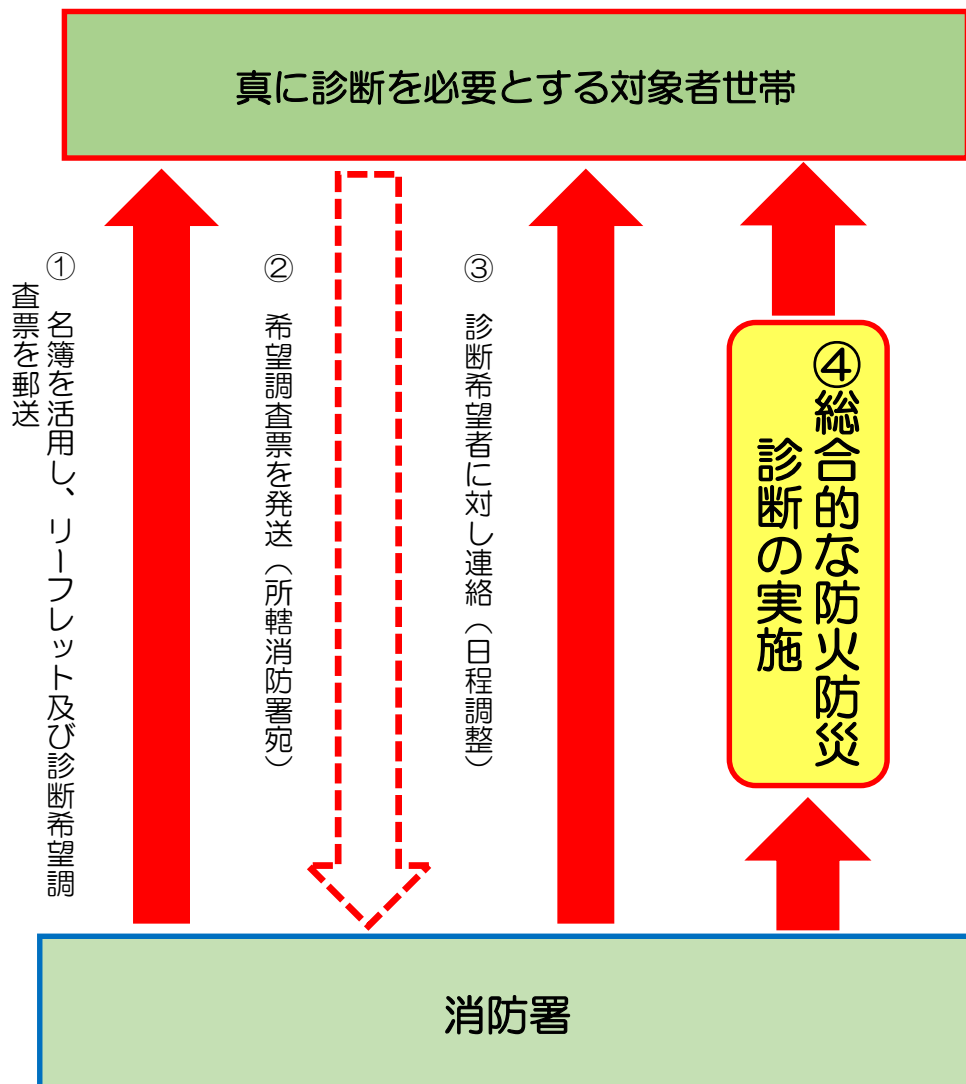 真に診断を必要とする対象者世帯
① 名簿を活用し、リーフレット及び診断希望調
査票を郵送
② 希望調査票を発送（所轄消防署宛）
③ 診断希望者に対し連絡（日程調整）
④総合的な防火防災
診断の実施
消防署